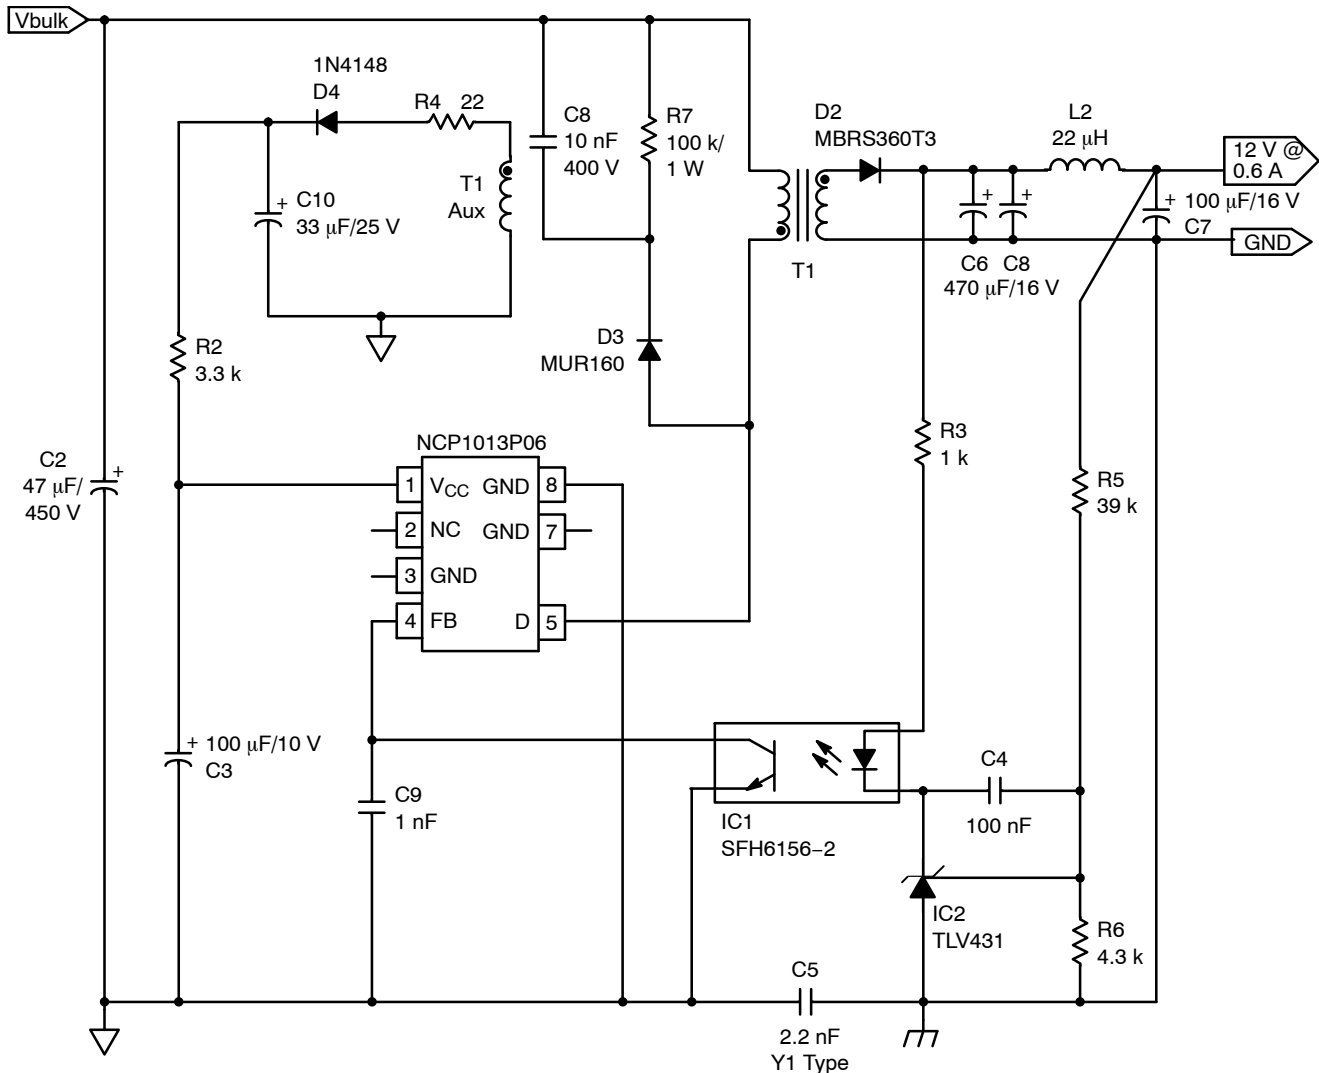 Vbulk
1N4148
D4
R4 22
C8
10 nF
400 V
R7
100 k/
1 W
D2
MBRS360T3
L2
22 μH
12 V @
0.6 A
T1
Aux
C10
33 μF/25 V
+
T1
+
+
C6 C8
470 μF/16 V
+ 100 μF/16 V
C7
GND
D3
MUR160
R2
3.3 k
R3
1 k
R5
39 k
C2
47 μF/
450 V
+
NCP1013P06
1 VCC GND 8
2 NC GND 7
3 GND
4 FB D 5
+ 100 μF/10 V
C3
C9
1 nF
IC1
SFH6156−2
C4
100 nF
IC2
TLV431
R6
4.3 k
C5
2.2 nF
Y1 Type